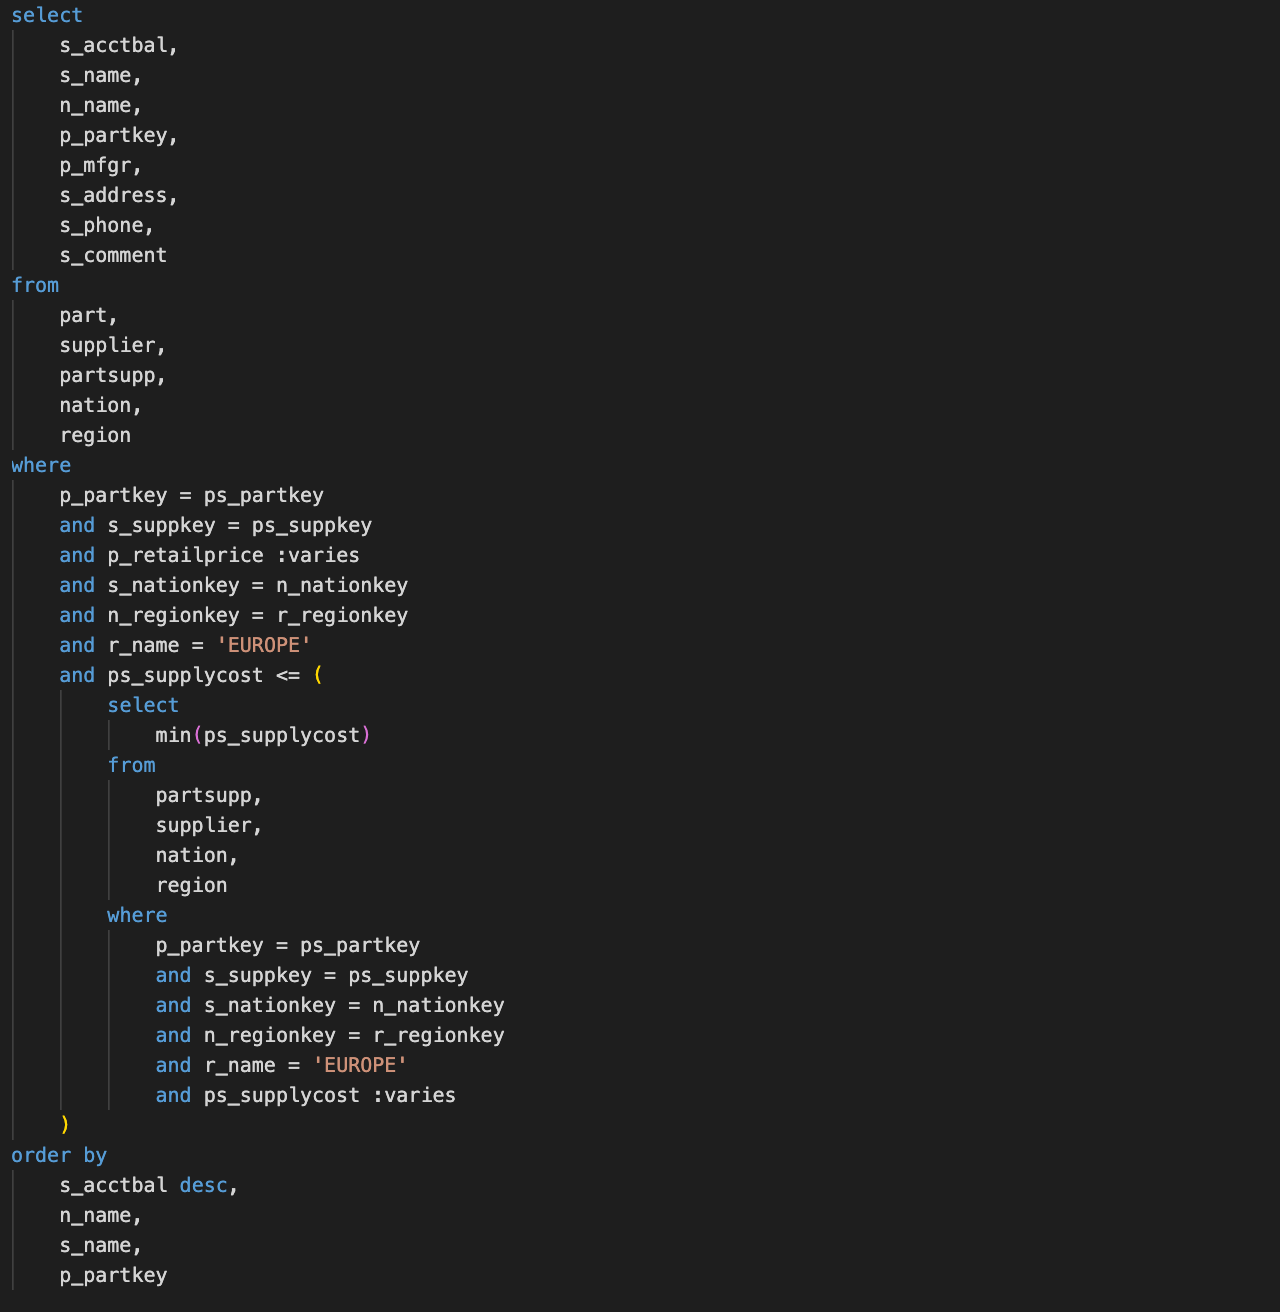 select
    s_acctbal,
    s_name,
    n_name,
    p_partkey,
    p_mfgr,
    s_address,
    s_phone,
    s_comment
from
    part,
    supplier,
    partsupp,
    nation,
    region
where
    p_partkey = ps_partkey
    and s_suppkey = ps_suppkey
    and p_retailprice :varies
    and s_nationkey = n_nationkey
    and n_regionkey = r_regionkey
    and r_name = 'EUROPE'
    and ps_supplycost <= (
        select
            min(ps_supplycost)
        from
            partsupp,
            supplier,
            nation,
            region
        where
            p_partkey = ps_partkey
            and s_suppkey = ps_suppkey
            and s_nationkey = n_nationkey
            and n_regionkey = r_regionkey
            and r_name = 'EUROPE'
            and ps_supplycost :varies
    )
order by
    s_acctbal desc,
    n_name,
    s_name,
    p_partkey